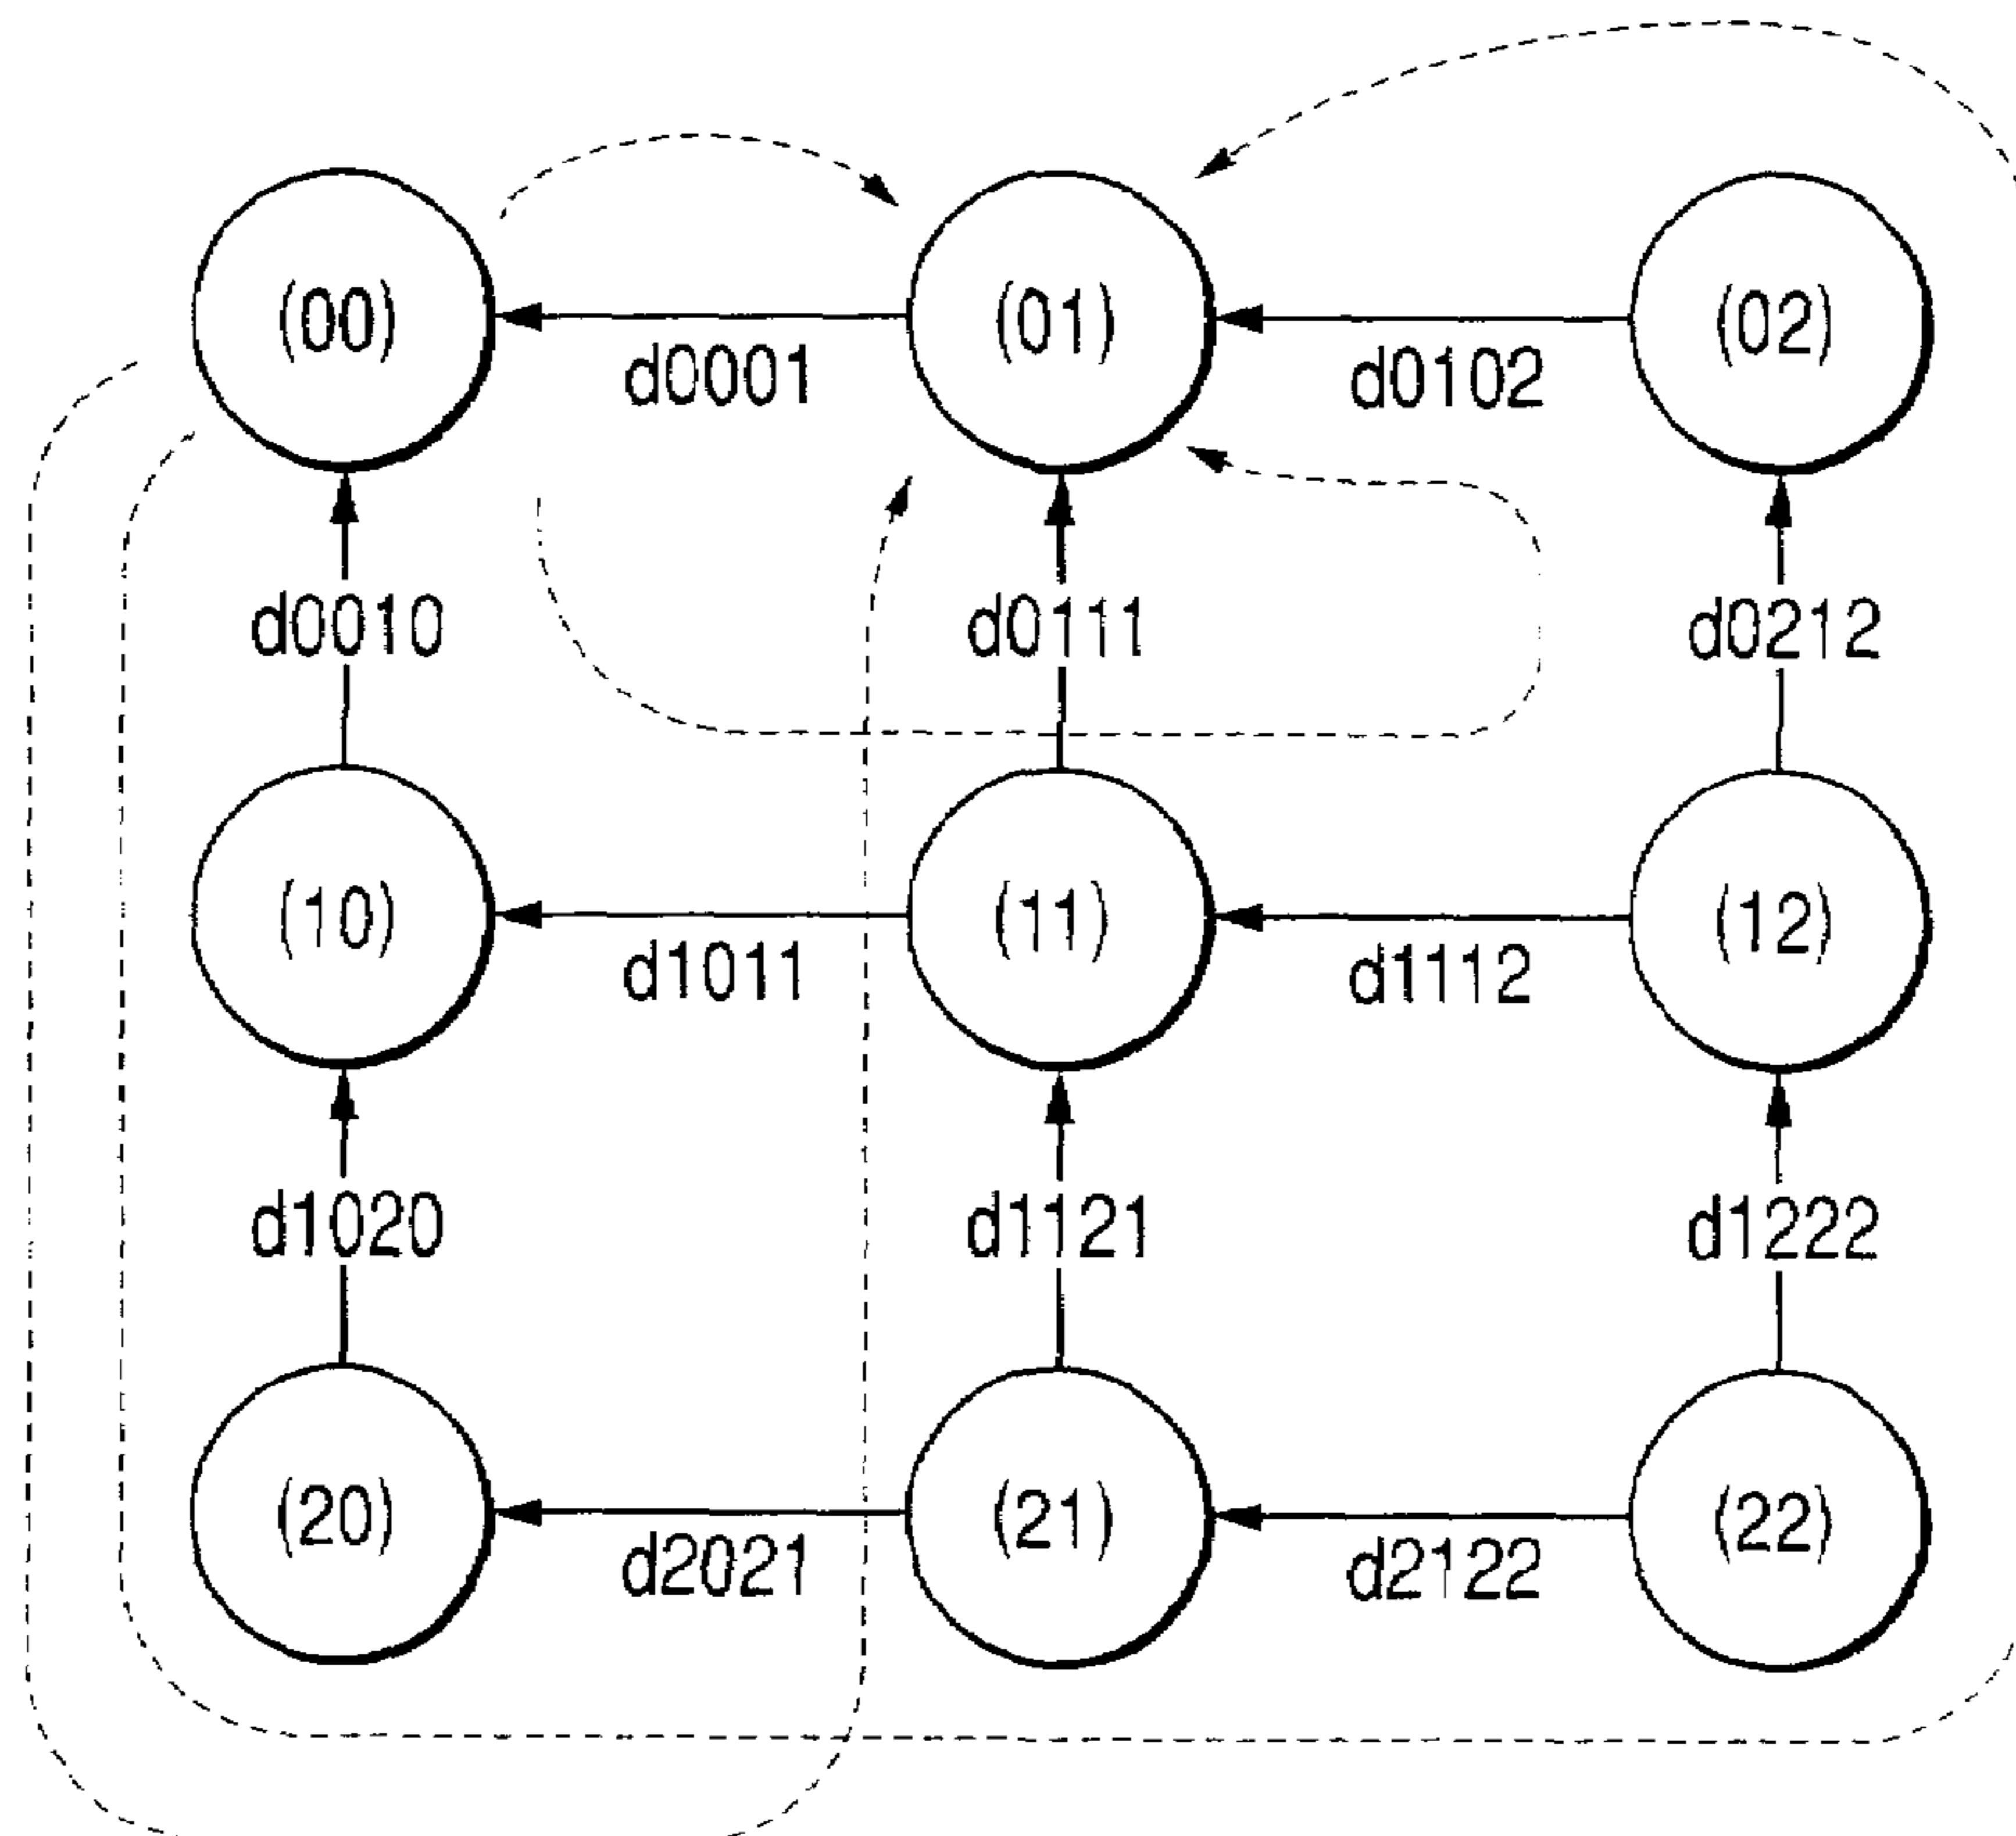 (00) (01) (02)
d0001 d0102
d0010 d0111 d0212
(10) (11) (12)
d1011 d1112
d1020 d1121 d1222
(20) (21) (22)
d2021 d2122